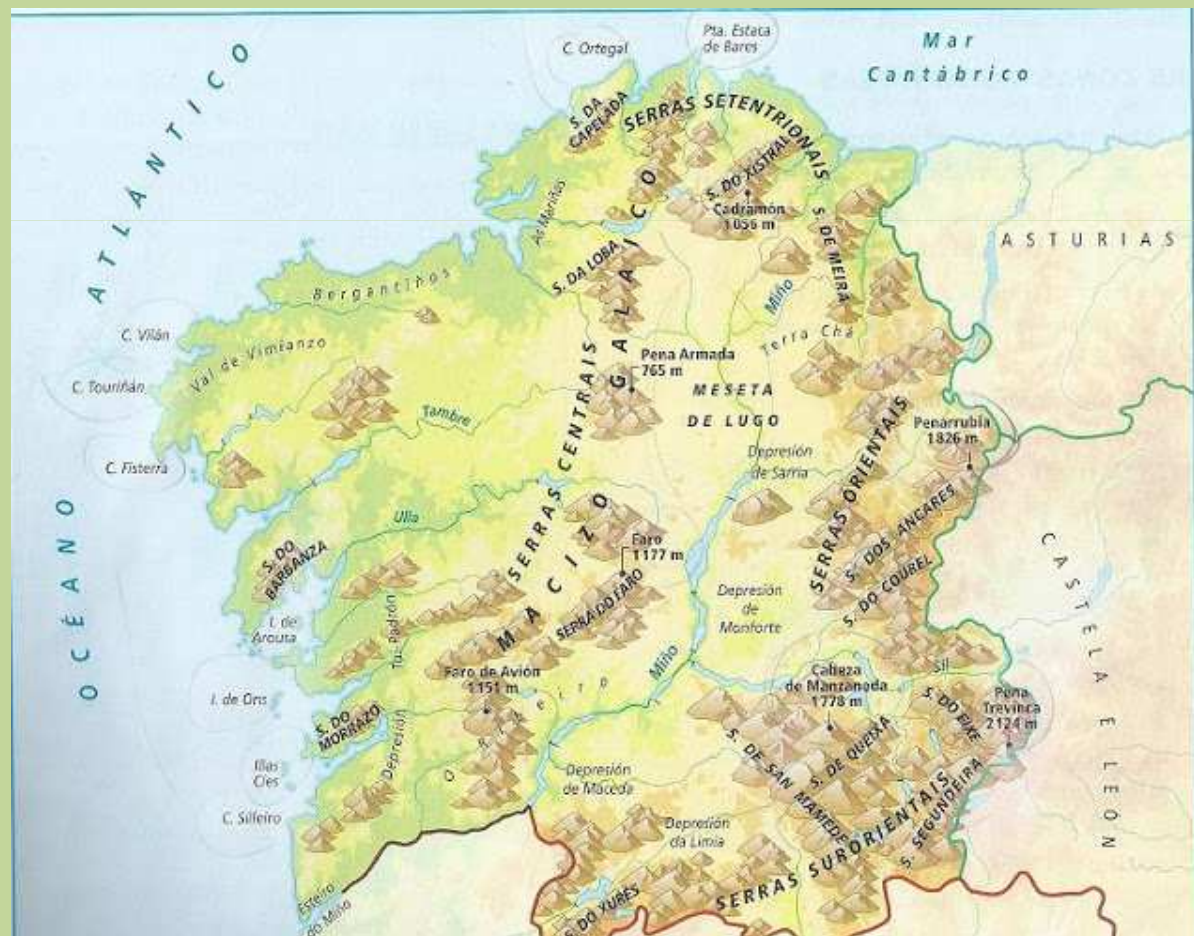 Pta. Estaca
de Bares
C. Ortegal
Mar
Cantábrico
OCÉANO ATLÁNTICO
S. DA
CAPELADA
SERRAS SETENTRIONAIS
S. DO XISTRAL
Cadramón
1056 m
As Mariñas
S. DE MEIRA
ASTURIAS
S. DA LOBA
Bergantiños
Miño
C. Vilán
Val de Vimianzo
Terra Chá
Pena Armada
765 m
C. Touriñán
MESETA
DE LUGO
Tambre
SERRAS CENTRAIS
MACIZO GALAICO
Penarrubia
1826 m
C. Fisterra
Depresión
de Sarria
SERRAS ORIENTAIS
Ulla
S. DOS ANCARES
Faro
1177 m
S. DO
BARBANZA
S. DO COUREL
CASTELA E LEÓN
Depresión
de
Monforte
SERRA DO FARO
I. de
Arousa
Depresión Tui-Padrón
Miño
Sil
Faro de Avión
1151 m
Cabeza
de Manzaneda
1778 m
Pena
Trevinca
2124 m
I. de Ons
O Ribeiro
S. DO EIXE
S. DO
MORRAZO
S. DE QUEIXA
S. DE SAN MAMEDE
Illas
Cíes
Depresión
de Maceda
C. Silleiro
Depresión
da Limia
S. SEGUNDEIRA
SERRAS SURORIENTAIS
Esteiro
do Miño
S. DO XURÉS